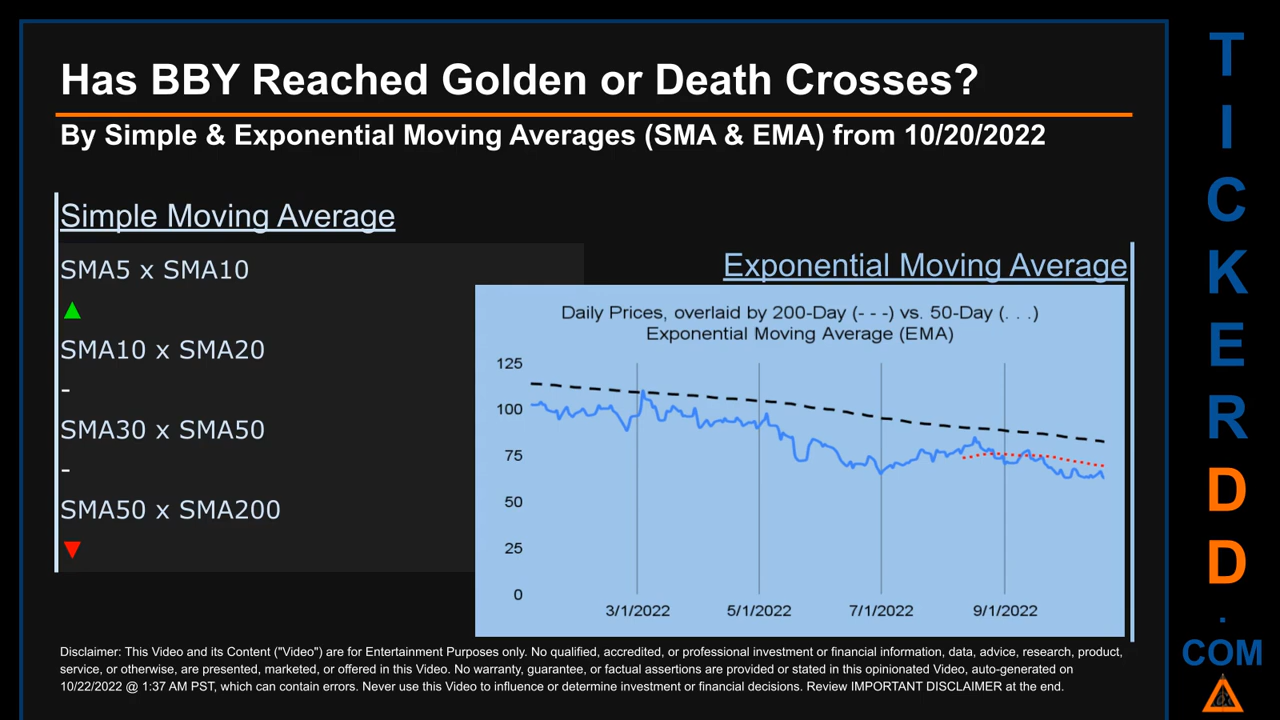 Has BBY Reached Golden or Death Crosses?
By Simple & Exponential Moving Averages (SMA & EMA) from 10/20/2022
Simple Moving Average
SMA5 x SMA10
▲
SMA10 x SMA20
-
SMA30 x SMA50
-
SMA50 x SMA200
▼
Exponential Moving Average
Daily Prices, overlaid by 200-Day (- - -) vs. 50-Day (. . .)
Exponential Moving Average (EMA)
125
100
75
50
25
0
3/1/2022 5/1/2022 7/1/2022 9/1/2022
Disclaimer: This Video and its Content ("Video") are for Entertainment Purposes only. No qualified, accredited, or professional investment or financial information, data, advice, research, product,
service, or otherwise, are presented, marketed, or offered in this Video. No warranty, guarantee, or factual assertions are provided or stated in this opinionated Video, auto-generated on
10/22/2022 @ 1:37 AM PST, which can contain errors. Never use this Video to influence or determine investment or financial decisions. Review IMPORTANT DISCLAIMER at the end.
T
I
C
K
E
R
D
D
.
COM